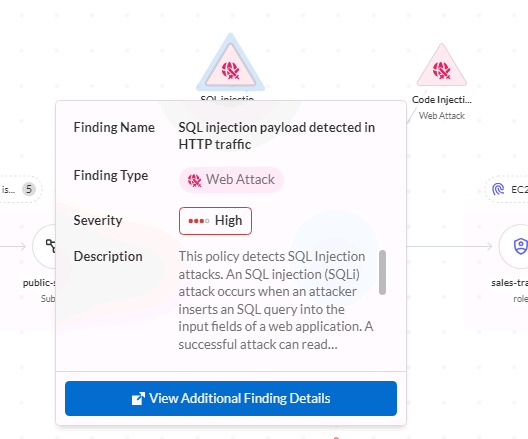 SQL injectio...
Code Injecti...
Web Attack
Finding Name
SQL injection payload detected in
HTTP traffic
Finding Type
Web Attack
Severity
High
Description
This policy detects SQL Injection
attacks. An SQL injection (SQLi)
attack occurs when an attacker
inserts an SQL query into the
input fields of a web application. A
successful attack can read...
View Additional Finding Details
is... 5
EC2
public-s
Sub
sales-tra
role